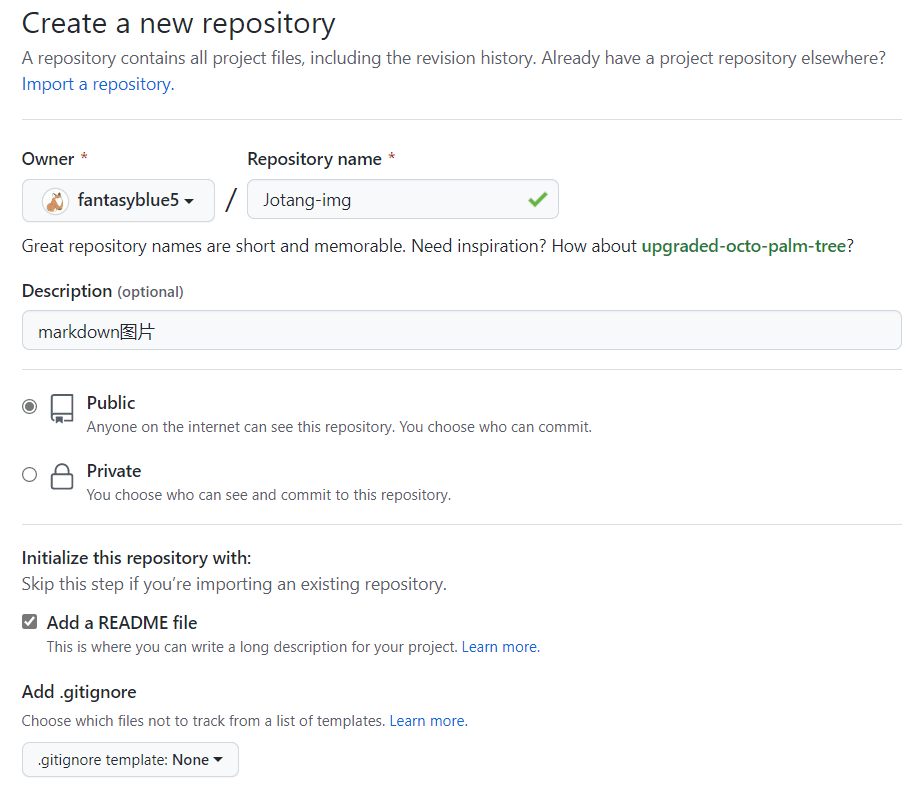 Create a new repository
A repository contains all project files, including the revision history. Already have a project repository elsewhere?
Import a repository.
Owner *
Repository name *
fantasyblue5 / Jotang-img
Great repository names are short and memorable. Need inspiration? How about upgraded-octo-palm-tree?
Description (optional)
markdown图片
Public
Anyone on the internet can see this repository. You choose who can commit.
Private
You choose who can see and commit to this repository.
Initialize this repository with:
Skip this step if you’re importing an existing repository.
Add a README file
This is where you can write a long description for your project. Learn more.
Add .gitignore
Choose which files not to track from a list of templates. Learn more.
.gitignore template: None